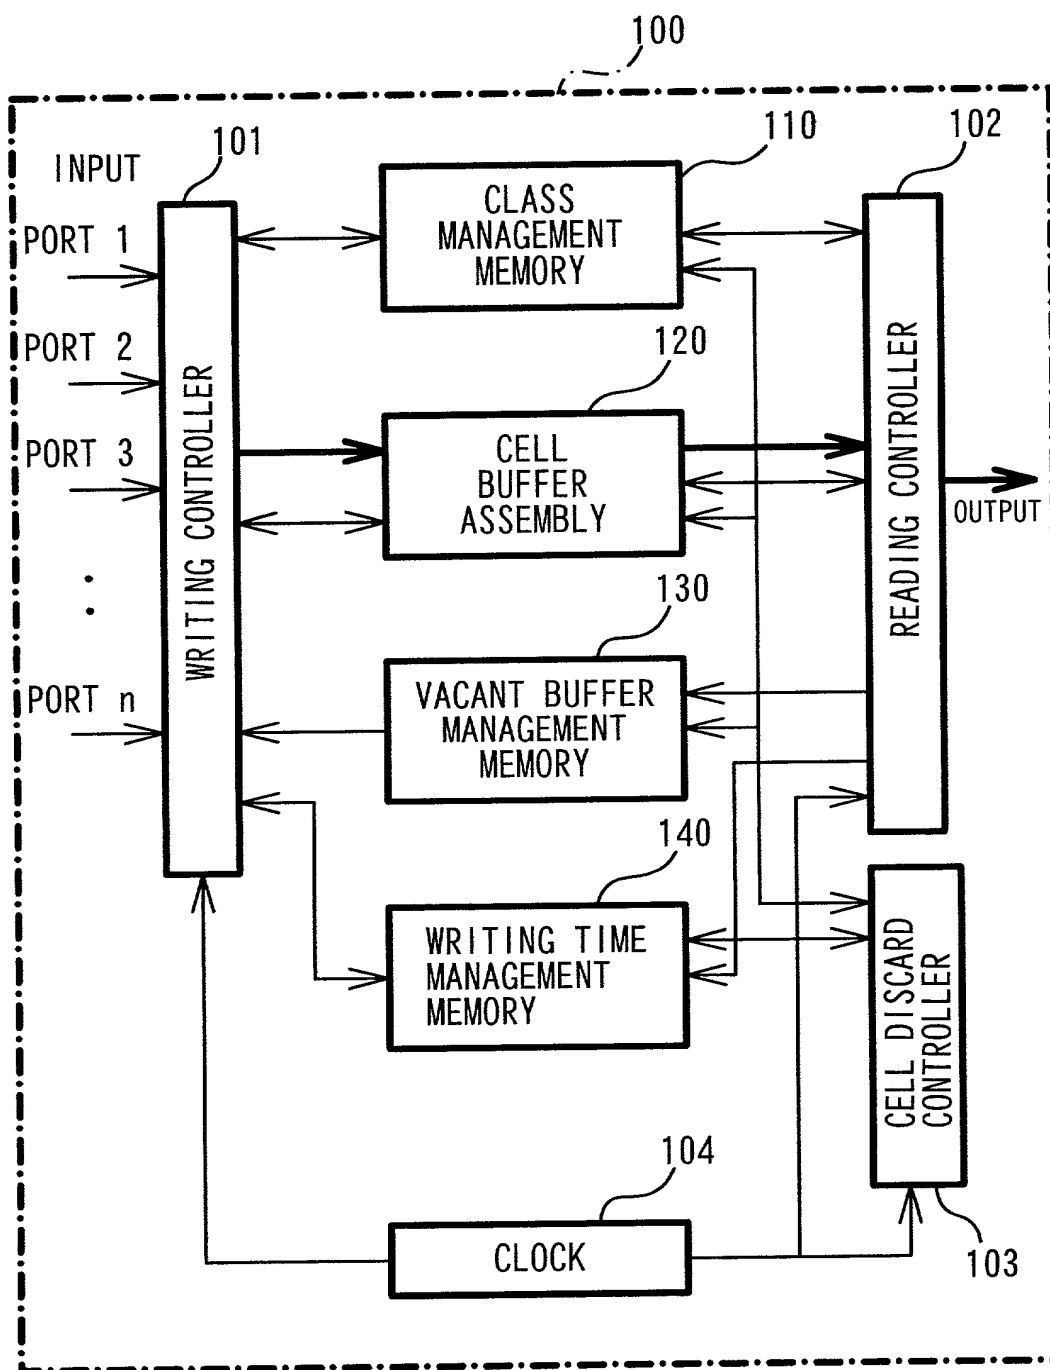 100
101
INPUT
110
102
CLASS
MANAGEMENT
MEMORY
PORT 1
PORT 2
PORT 3
PORT n
WRITING CONTROLLER
120
CELL
BUFFER
ASSEMBLY
READING CONTROLLER
OUTPUT
130
VACANT BUFFER
MANAGEMENT
MEMORY
140
WRITING TIME
MANAGEMENT
MEMORY
CELL DISCARD
CONTROLLER
104
CLOCK
103